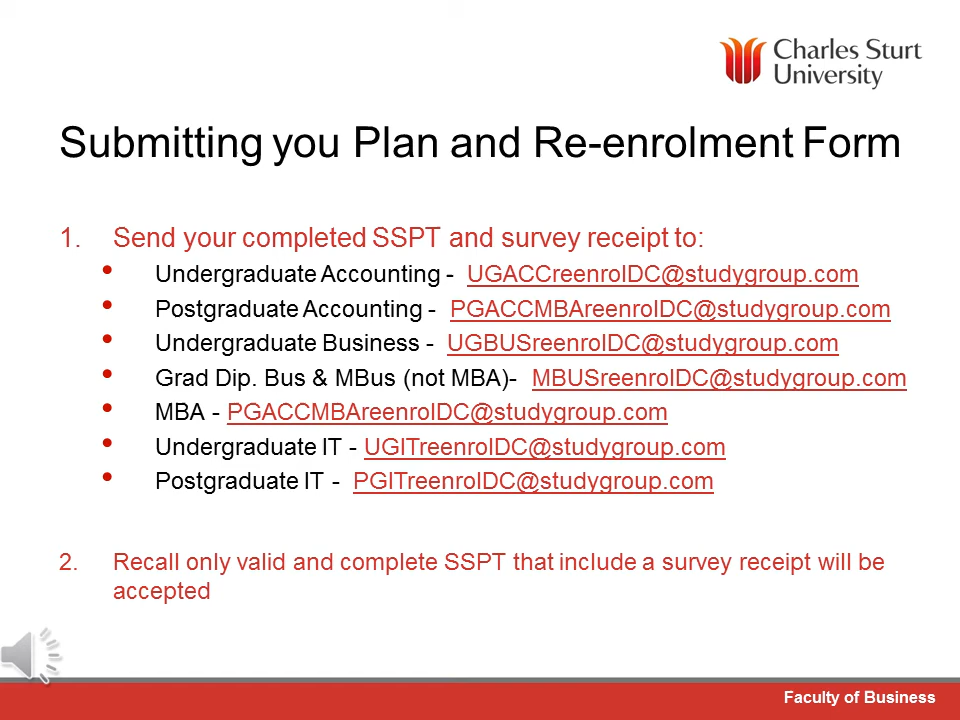 Charles Sturt
University
Submitting you Plan and Re-enrolment Form
1. Send your completed SSPT and survey receipt to:
• Undergraduate Accounting - UGACCreenrolDC@studygroup.com
• Postgraduate Accounting - PGACCMBAreenrolDC@studygroup.com
• Undergraduate Business - UGBUSreenrolDC@studygroup.com
• Grad Dip. Bus & MBus (not MBA)- MBUSreenrolDC@studygroup.com
• MBA - PGACCMBAreenrolDC@studygroup.com
• Undergraduate IT - UGITreenrolDC@studygroup.com
• Postgraduate IT - PGITreenrolDC@studygroup.com
2. Recall only valid and complete SSPT that include a survey receipt will be
accepted
Faculty of Business